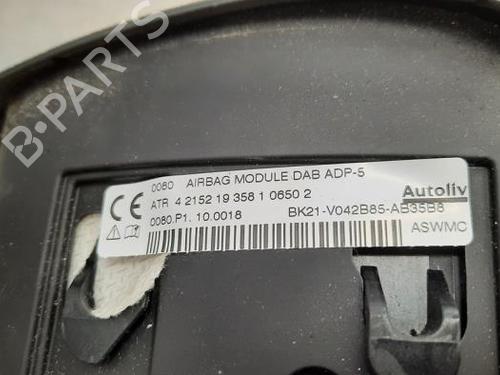 0080 AIRBAG MODULE DAB ADP-5
CE ATR 4 2152 19 358 1 0650 2 Autoliv
0080.P1. 10.0018 BK21-V042B85-AB35B8
ASWMC
B-PARTS